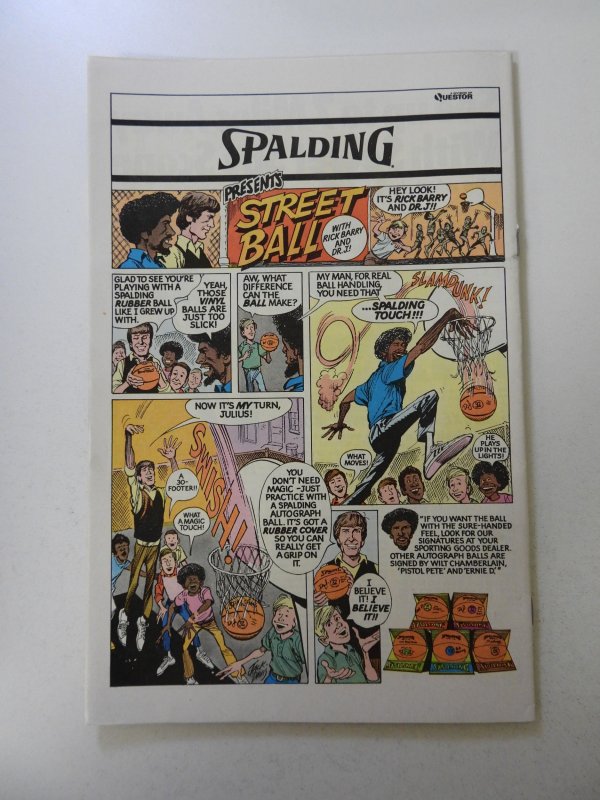 A DIVISION OF
QUESTOR
SPALDING
PRESENTS
STREET
BALL
WITH
RICK BARRY
AND
DR. J!
HEY LOOK!
IT'S RICK BARRY
AND DR. J!!
GLAD TO SEE YOU'RE
PLAYING WITH A
SPALDING
RUBBER BALL
LIKE I GREW UP
WITH.
YEAH,
THOSE
VINYL
BALLS ARE
JUST TOO
SLICK!
AW, WHAT
DIFFERENCE
CAN THE
BALL MAKE?
MY MAN, FOR REAL
BALL HANDLING,
YOU NEED THAT
...SPALDING
TOUCH!!!
SLAM DUNK!
WHAT
MOVES!
HE
PLAYS
UP IN THE
LIGHTS!
NOW IT'S MY TURN,
JULIUS!
A
30-
FOOTER!!
WHAT
A MAGIC
TOUCH!
SWISH!
YOU
DON'T NEED
MAGIC-JUST
PRACTICE WITH
A SPALDING
AUTOGRAPH
BALL. IT'S GOT A
RUBBER COVER
SO YOU CAN
REALLY GET
A GRIP ON
IT.
I
BELIEVE
IT! I
BELIEVE
IT!!
"IF YOU WANT THE BALL
WITH THE SURE-HANDED
FEEL, LOOK FOR OUR
SIGNATURES AT YOUR
SPORTING GOODS DEALER.
OTHER AUTOGRAPH BALLS ARE
SIGNED BY WILT CHAMBERLAIN,
'PISTOL PETE' AND 'ERNIE D.'"
SPALDING